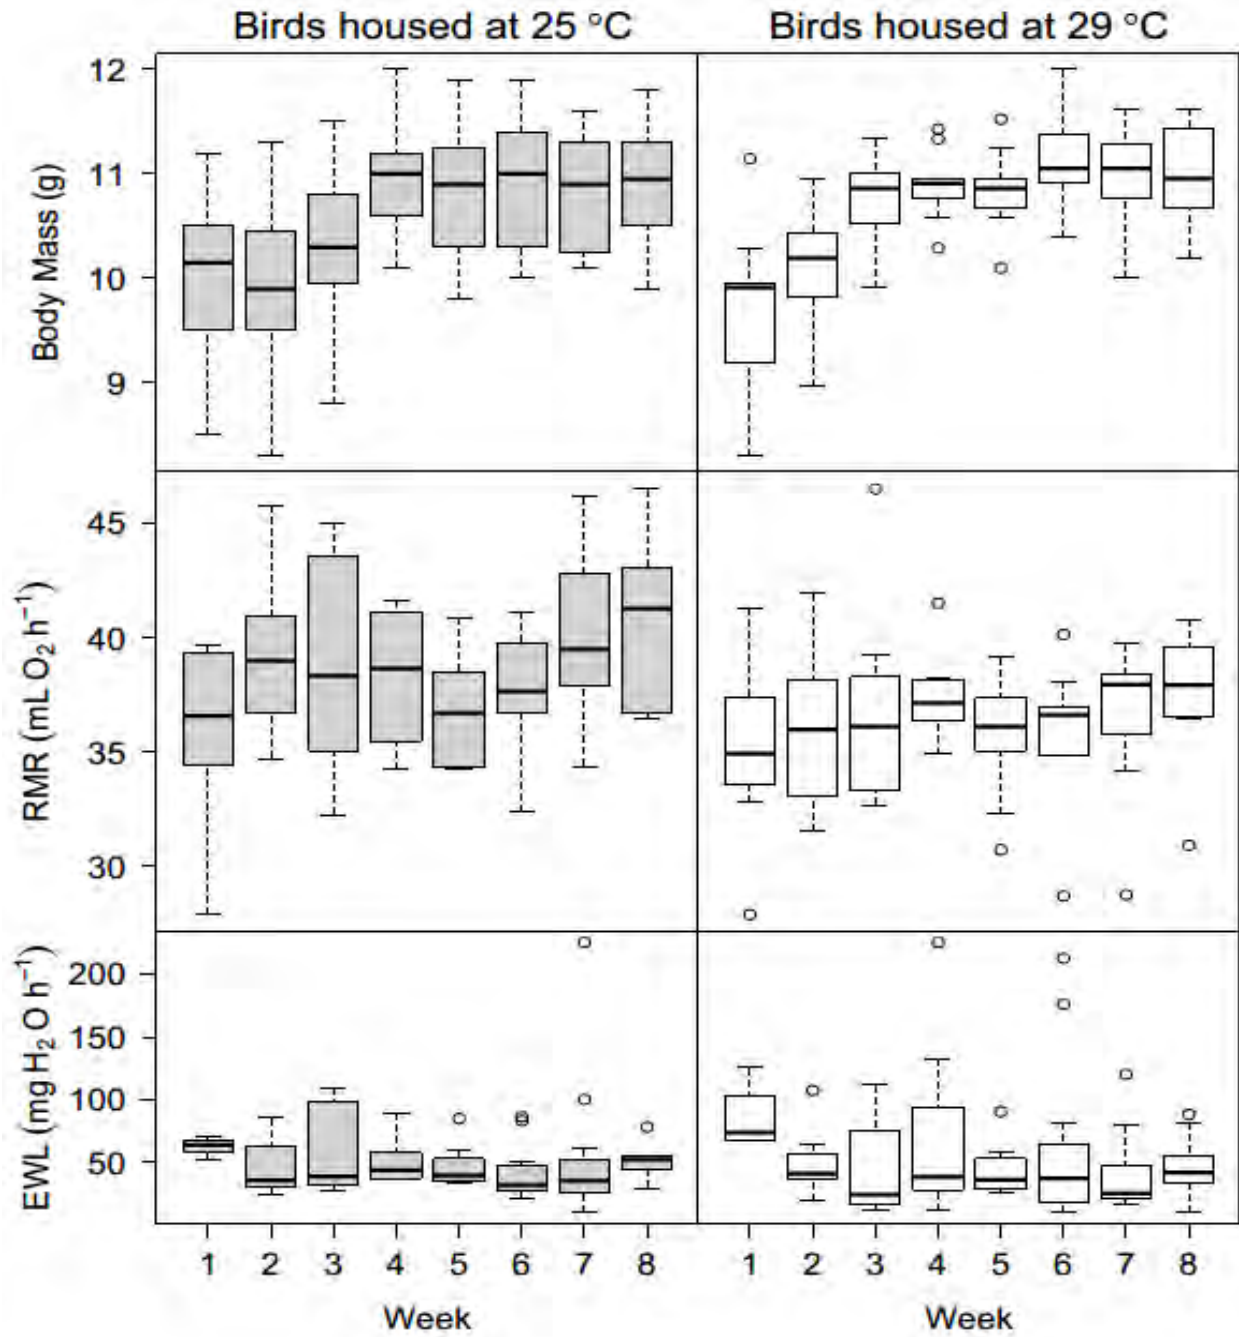 Birds housed at 25 °C
Birds housed at 29 °C
Body Mass (g)
12
11
10
9
RMR (mL O₂ h⁻¹)
45
40
35
30
EWL (mg H₂O h⁻¹)
200
150
100
50
1 2 3 4 5 6 7 8
1 2 3 4 5 6 7 8
Week
Week